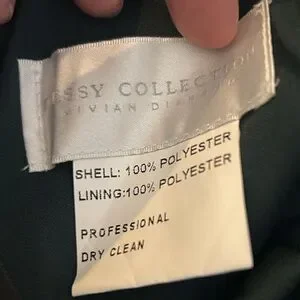 ESSY COLLECTION
VIVIAN
SHELL: 100% POLYESTER
LINING:100% POLYESTER
PROFESSIONAL
DRY CLEAN